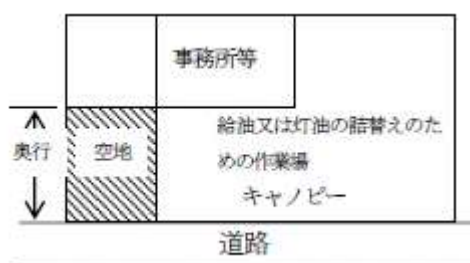 事務所等
奥行
空地
給油又は灯油の詰替えのた
めの作業場
キャノピー
道路